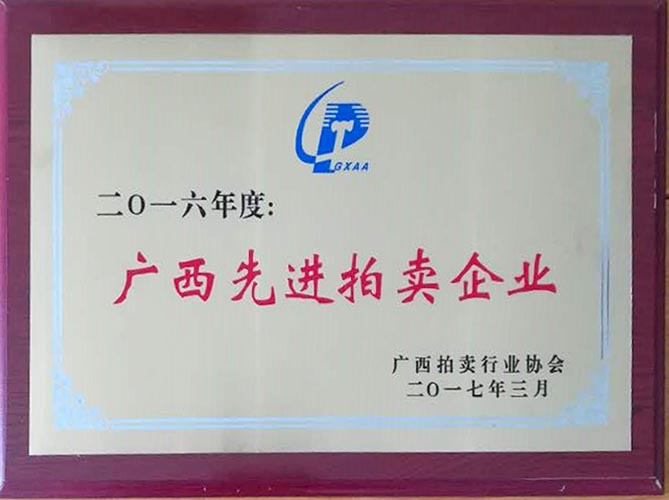 GXAA
二〇一六年度:
广西先进拍卖企业
广西拍卖行业协会
二〇一七年三月